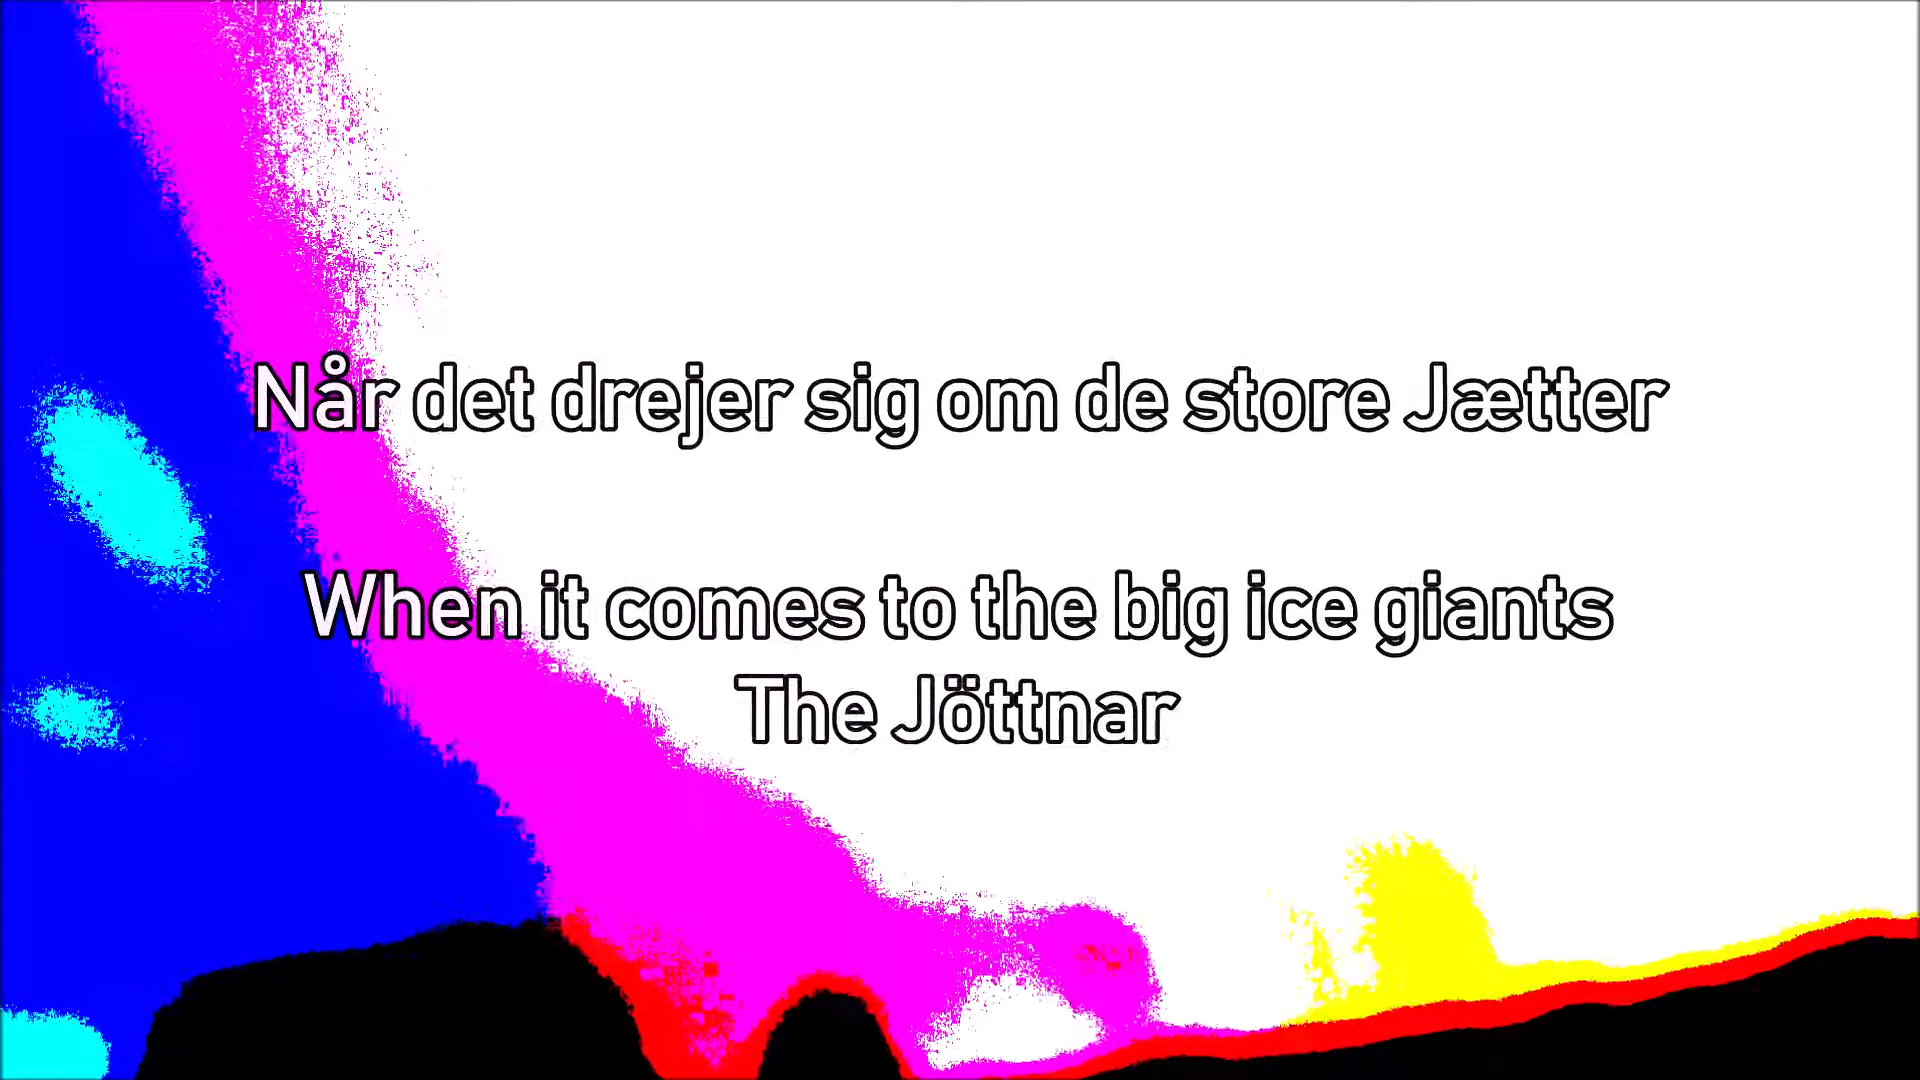 Når det drejer sig om de store Jætter
When it comes to the big ice giants
The Jöttnar